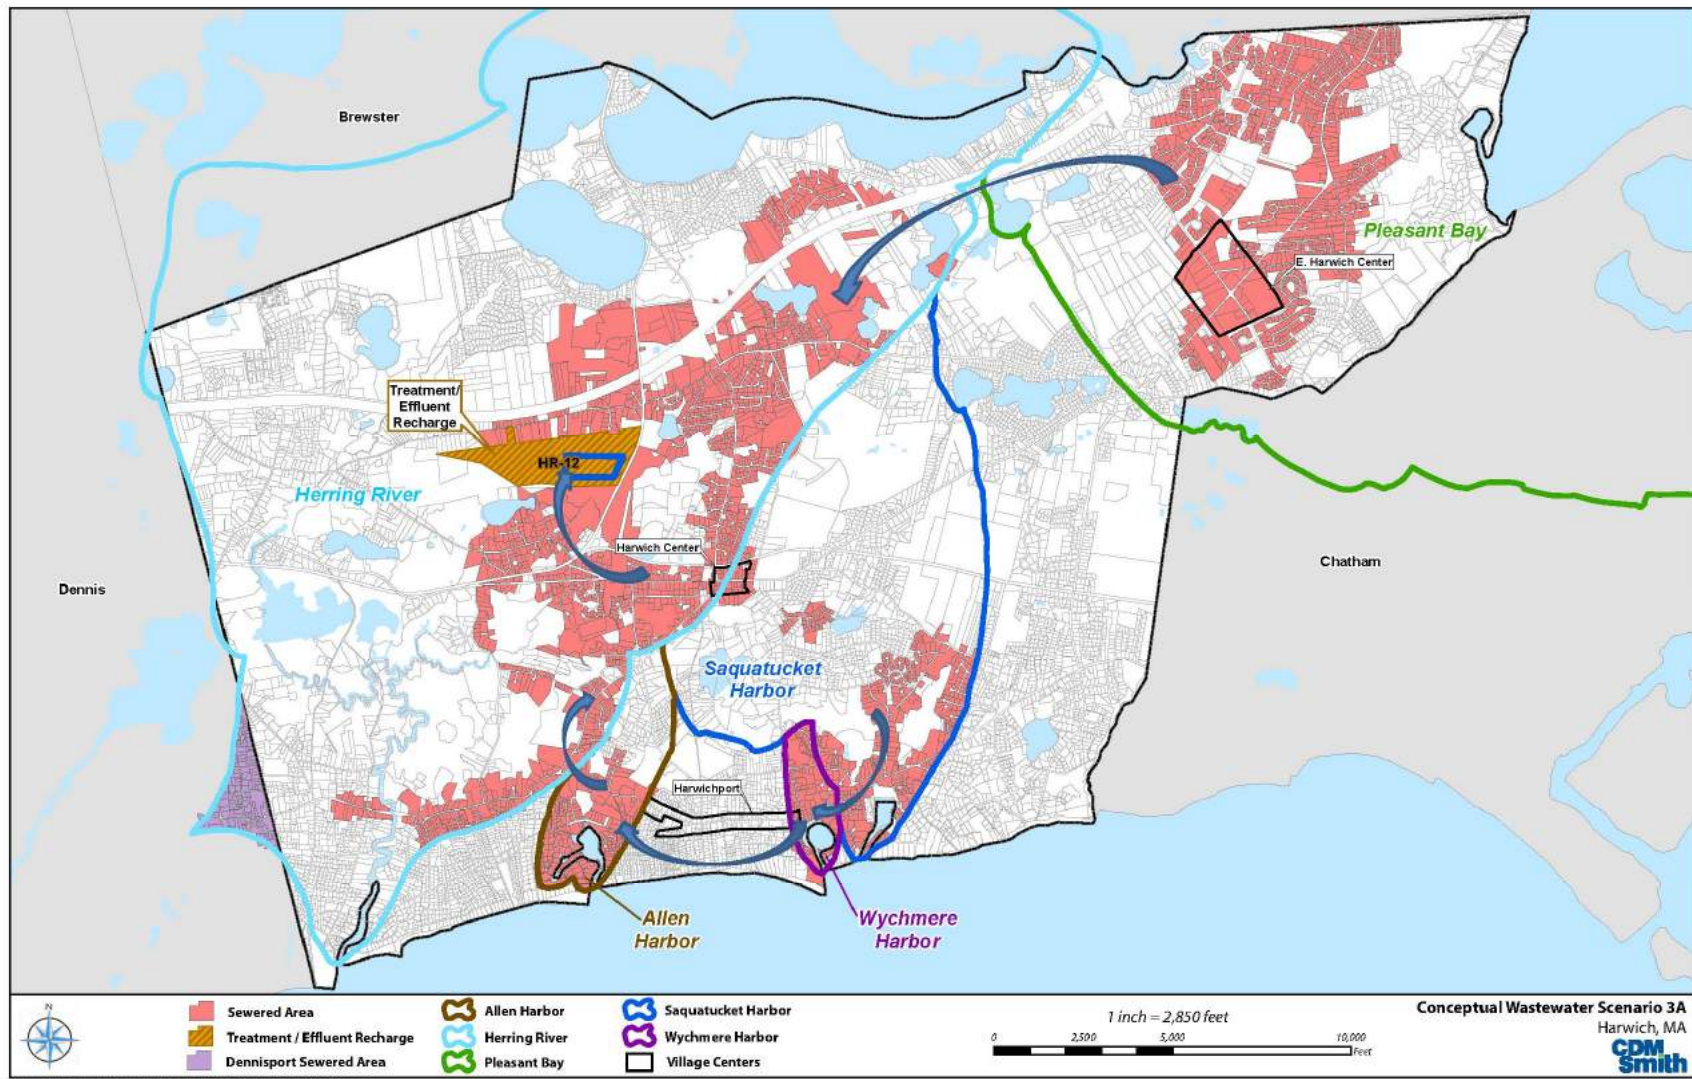 Brewster
Pleasant Bay
E. Harwich Center
Treatment/
Effluent
Recharge
HR-12
Herring River
Harwich Center
Chatham
Dennis
Saquatucket
Harbor
Harwichport
Allen
Harbor
Wychmere
Harbor
N
Sewered Area
Treatment / Effluent Recharge
Dennisport Sewered Area
Allen Harbor
Herring River
Pleasant Bay
Saquatucket Harbor
Wychmere Harbor
Village Centers
1 inch = 2,850 feet
0 2,500 5,000 10,000
Feet
Conceptual Wastewater Scenario 3A
Harwich, MA
CDM
Smith